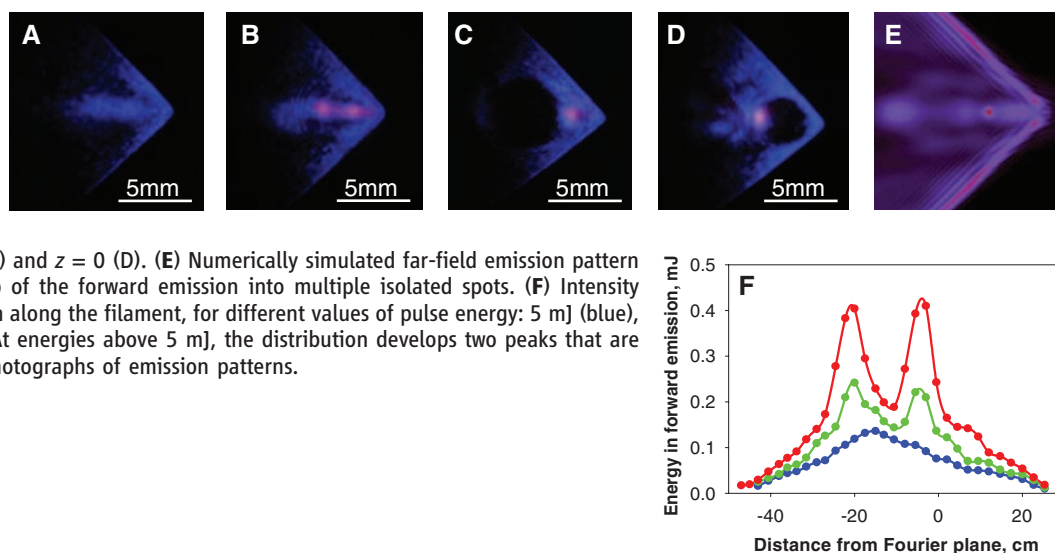 A
B
C
D
E
5mm
5mm
5mm
5mm
) and z = 0 (D). (E) Numerically simulated far-field emission pattern
of the forward emission into multiple isolated spots. (F) Intensity
along the filament, for different values of pulse energy: 5 mJ (blue),
At energies above 5 mJ, the distribution develops two peaks that are
hotographs of emission patterns.
F
Energy in forward emission, mJ
0.5
0.4
0.3
0.2
0.1
0.0
-40
-20
0
20
Distance from Fourier plane, cm